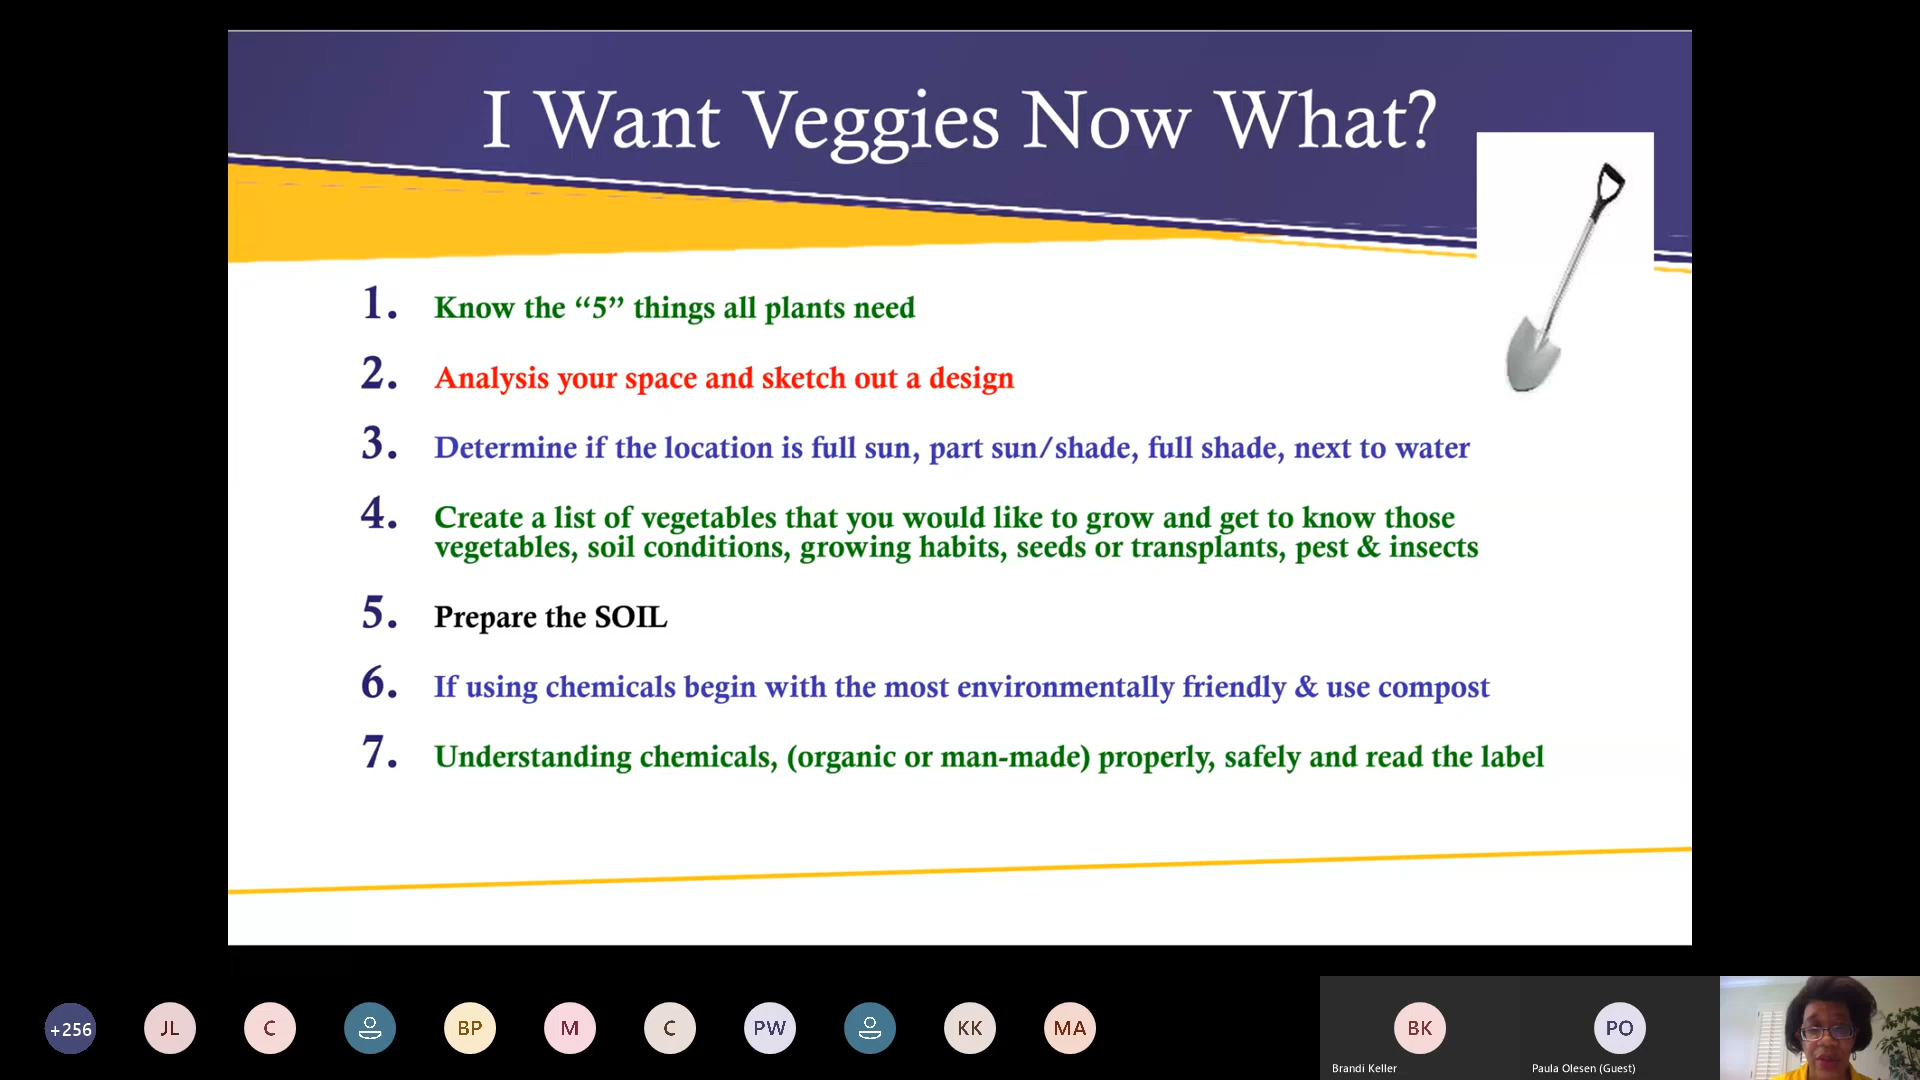 I Want Veggies Now What?
1. Know the “5” things all plants need
2. Analysis your space and sketch out a design
3. Determine if the location is full sun, part sun/shade, full shade, next to water
4. Create a list of vegetables that you would like to grow and get to know those
vegetables, soil conditions, growing habits, seeds or transplants, pest & insects
5. Prepare the SOIL
6. If using chemicals begin with the most environmentally friendly & use compost
7. Understanding chemicals, (organic or man-made) properly, safely and read the label
+256 JL C BP M C PW KK MA BK PO
Brandi Keller Paula Olesen (Guest)